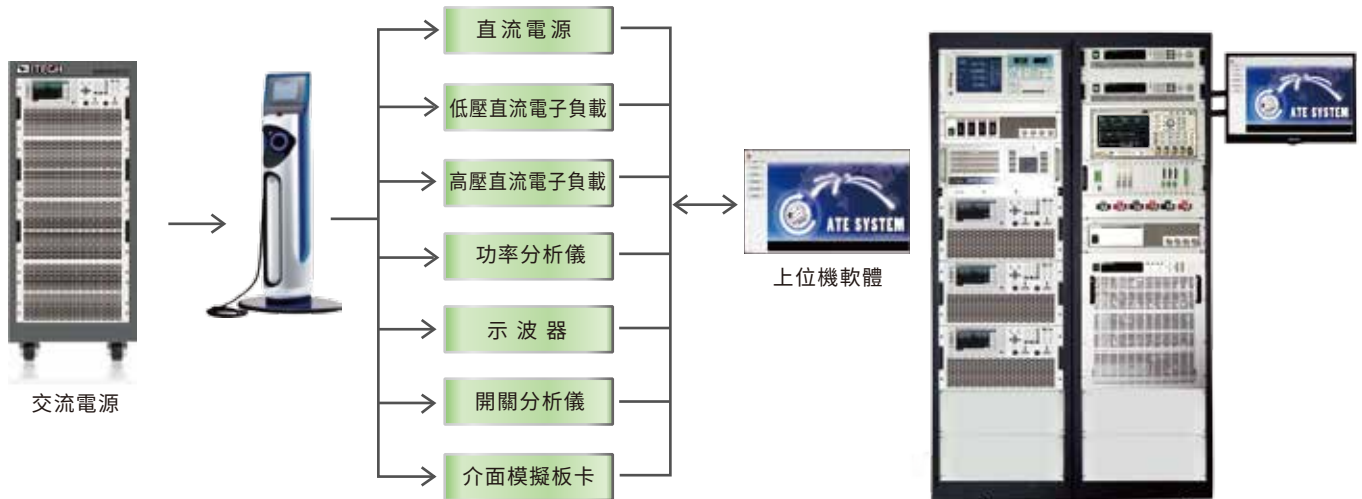 ITECH
交流電源
直流電源
低壓直流電子負載
高壓直流電子負載
功率分析儀
示波器
開關分析儀
介面模擬板卡
ATE SYSTEM
上位機軟體
ATE SYSTEM